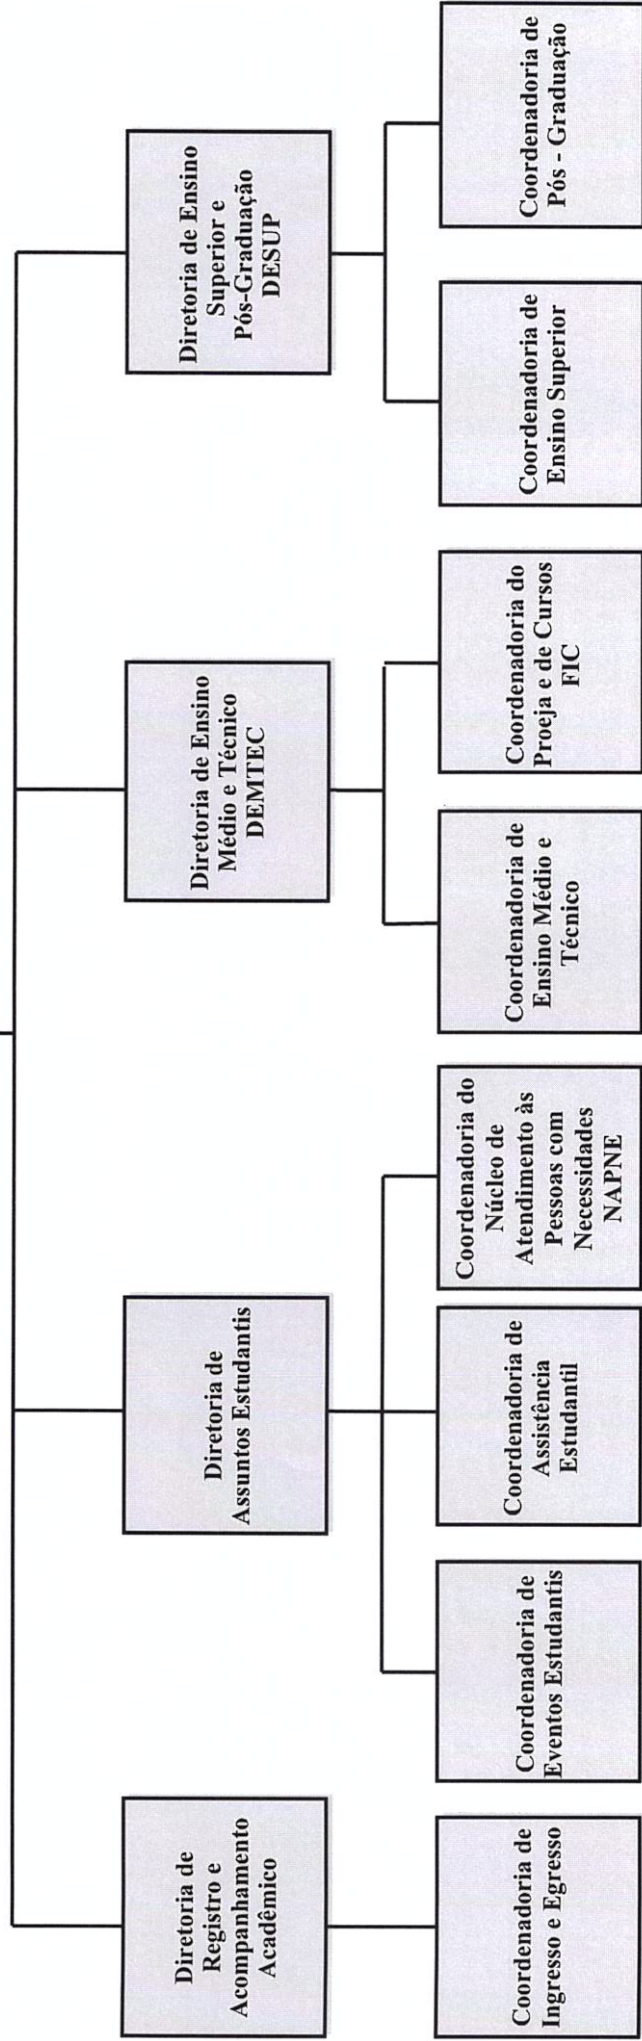 Diretoria de
Registro e
Acompanhamento
Acadêmico
Diretoria de
Assuntos Estudantis
Diretoria de Ensino
Médio e Técnico
DEMTEC
Diretoria de Ensino
Superior e
Pós-Graduação
DESUP
Coordenadoria de
Ingresso e Egresso
Coordenadoria de
Eventos Estudantis
Coordenadoria de
Assistência
Estudantil
Coordenadoria do
Núcleo de
Atendimento às
Pessoas com
Necessidades
NAPNE
Coordenadoria de
Ensino Médio e
Técnico
Coordenadoria do
Proeja e de Cursos
FIC
Coordenadoria de
Ensino Superior
Coordenadoria de
Pós - Graduação